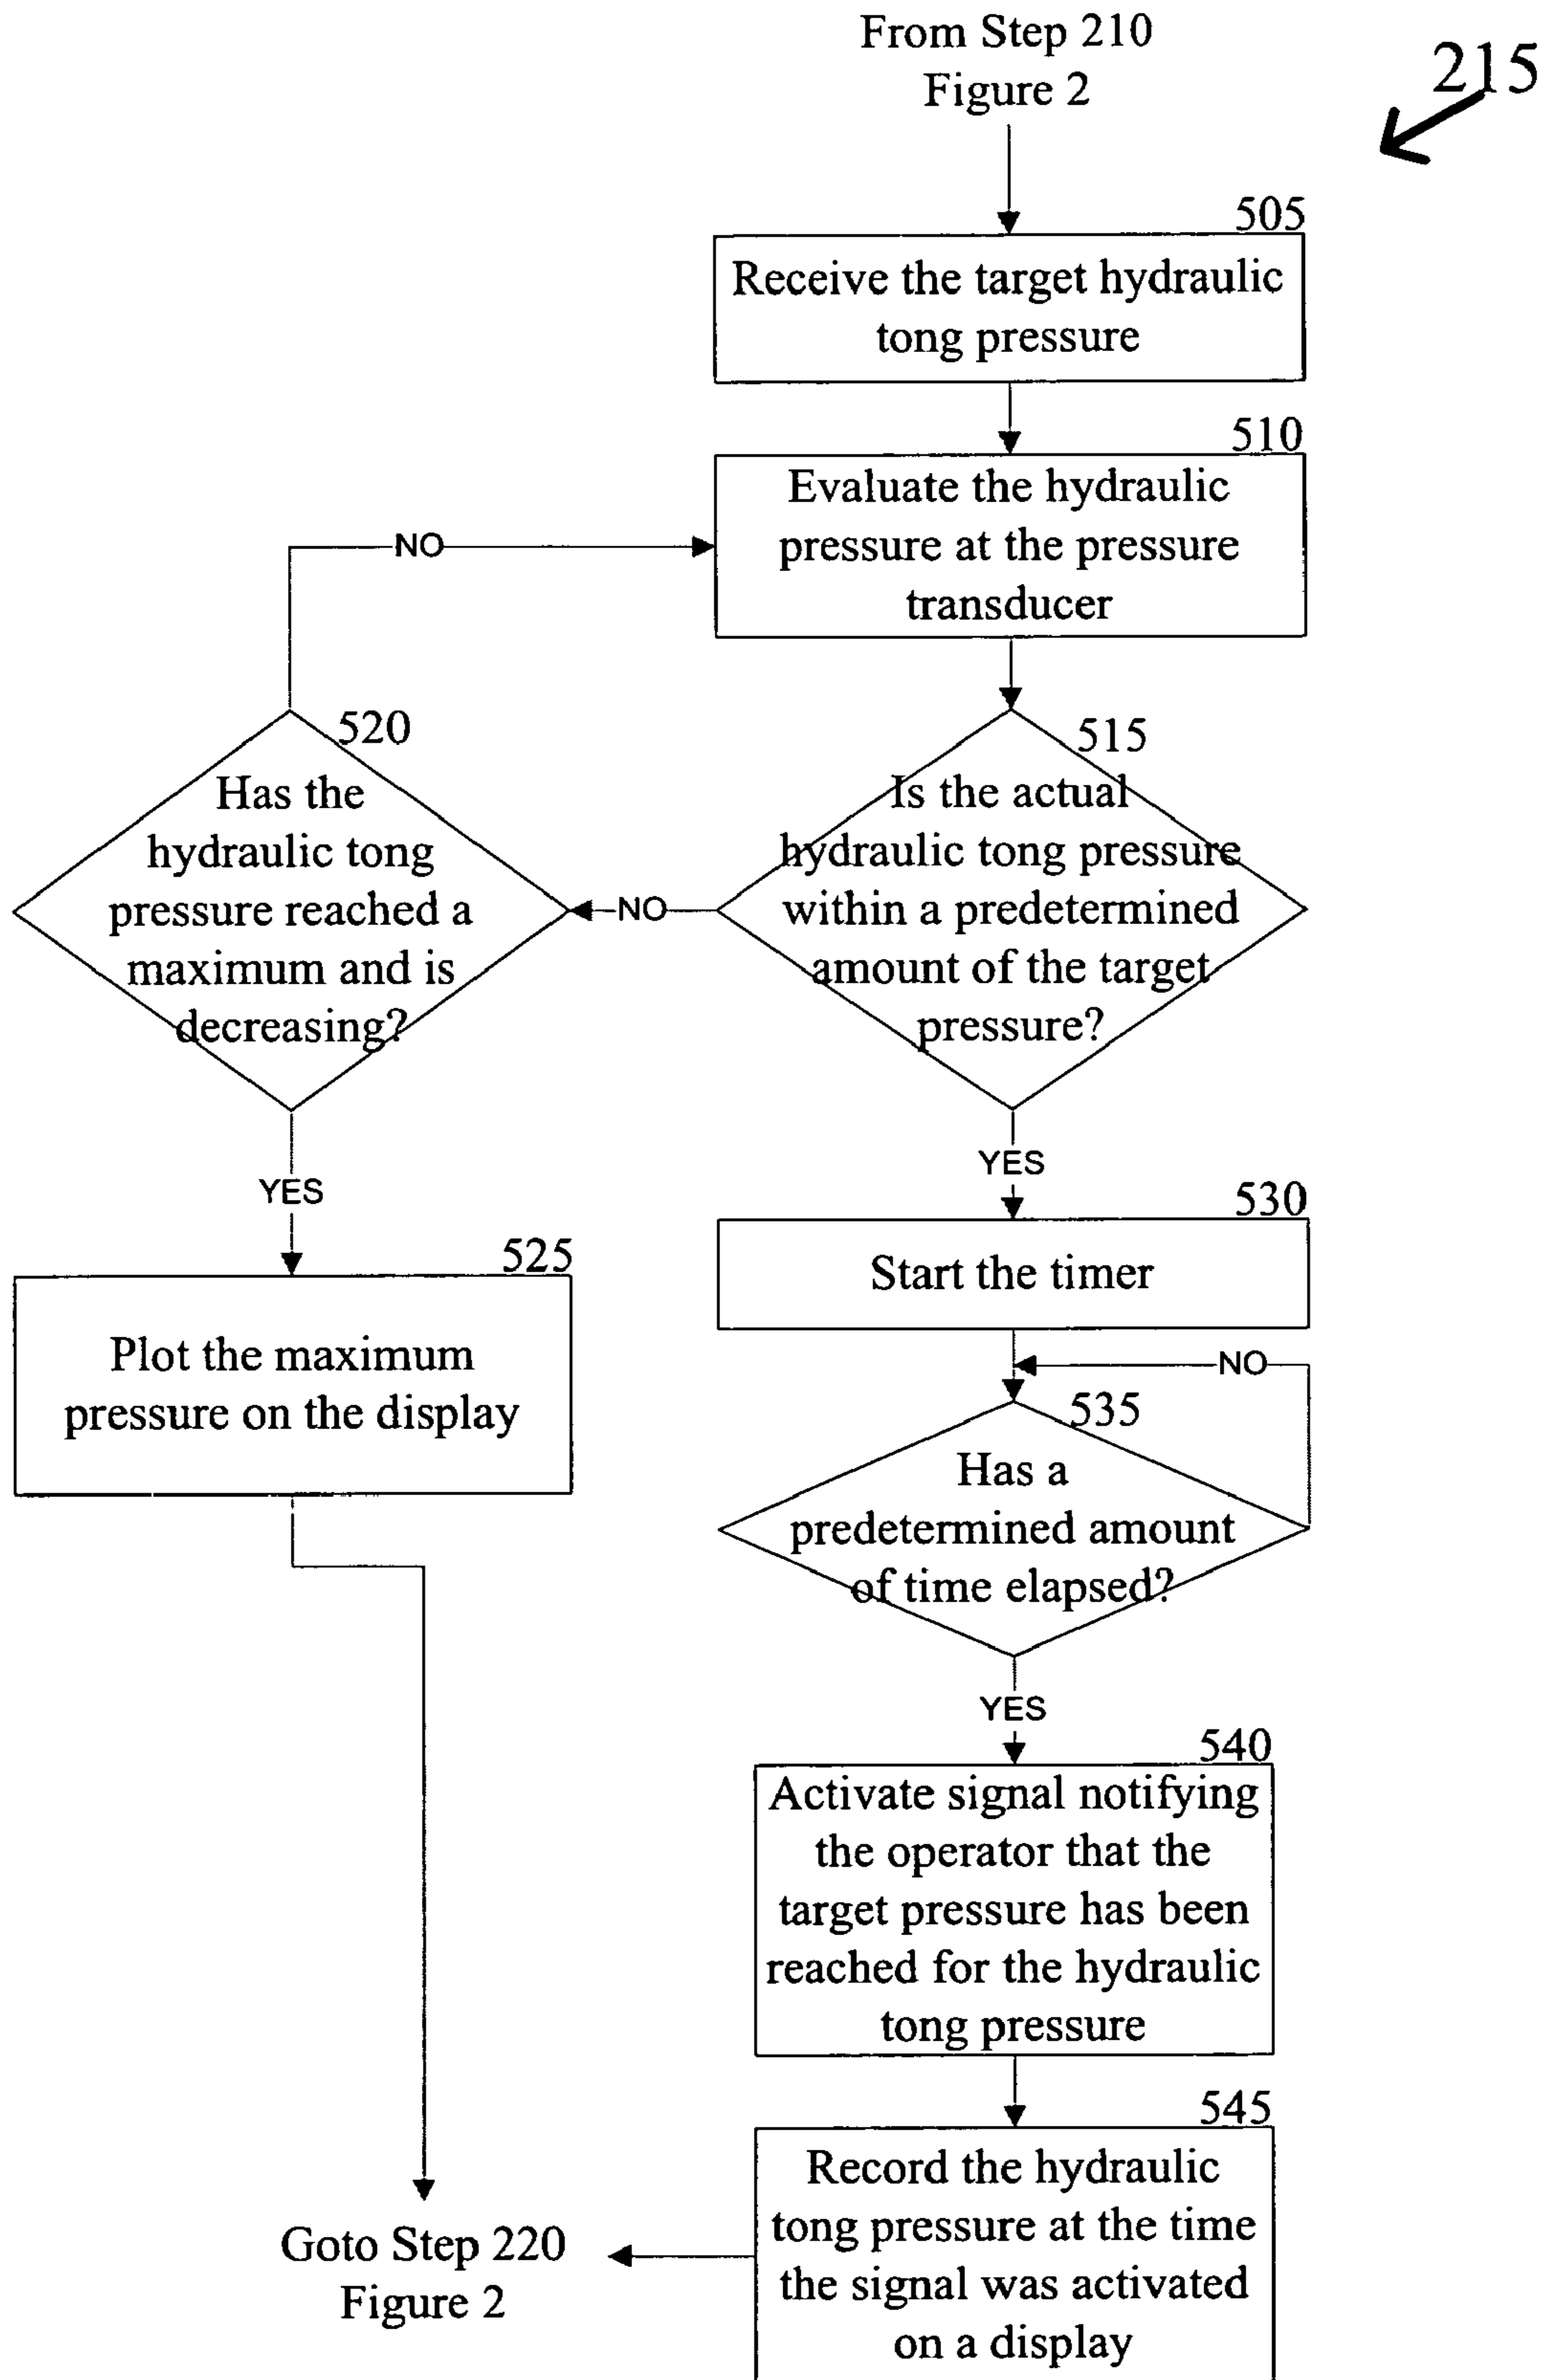 From Step 210
Figure 2
215
505
Receive the target hydraulic
tong pressure
510
Evaluate the hydraulic
pressure at the pressure
transducer
NO
520
Has the
hydraulic tong
pressure reached a
maximum and is
decreasing?
NO
515
Is the actual
hydraulic tong pressure
within a predetermined
amount of the target
pressure?
YES
YES
525
Plot the maximum
pressure on the display
530
Start the timer
NO
535
Has a
predetermined amount
of time elapsed?
YES
540
Activate signal notifying
the operator that the
target pressure has been
reached for the hydraulic
tong pressure
545
Record the hydraulic
tong pressure at the time
the signal was activated
on a display
Goto Step 220
Figure 2